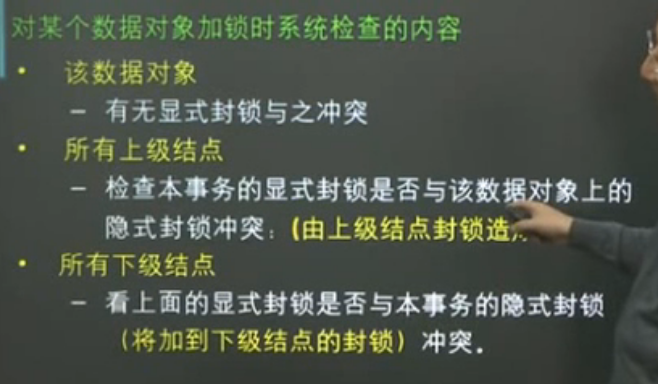 对某个数据对象加锁时系统检查的内容
• 该数据对象
– 有无显式封锁与之冲突
• 所有上级结点
– 检查本事务的显式封锁是否与该数据对象上的
隐式封锁冲突：(由上级结点封锁造
• 所有下级结点
– 看上面的显式封锁是否与本事务的隐式封锁
（将加到下级结点的封锁）冲突。